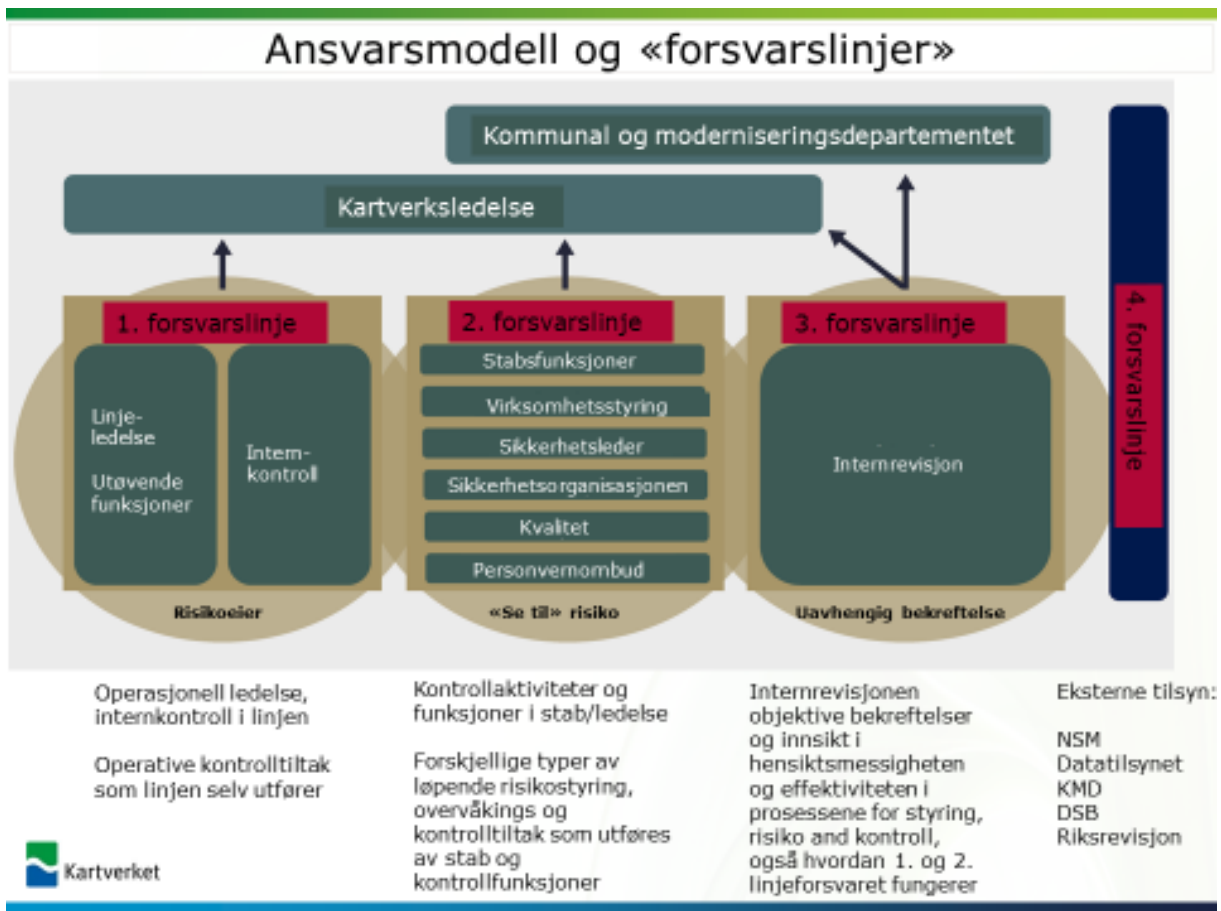 Ansvarsmodell og «forsvarslinjer»
Kommunal og moderniseringsdepartementet
Kartverksledelse
1. forsvarslinje
Linje-
ledelse
Utøvende
funksjoner
Intern-
kontroll
Risikoeier
2. forsvarslinje
Stabsfunksjoner
Virksomhetsstyring
Sikkerhetsleder
Sikkerhetsorganisasjonen
Kvalitet
Personvernombud
«Se til» risiko
3. forsvarslinje
Internrevisjon
Uavhengig bekreftelse
4. forsvarslinje
Operasjonell ledelse,
internkontroll i linjen
Operative kontrolltiltak
som linjen selv utfører
Kontrollaktiviteter og
funksjoner i stab/ledelse
Forskjellige typer av
løpende risikostyring,
overvåkings og
kontrolltiltak som utføres
av stab og
kontrollfunksjoner
Internrevisjonen
objektive bekreftelser
og innsikt i
hensiktsmessigheten
og effektiviteten i
prosessene for styring,
risiko and kontroll,
også hvordan 1. og 2.
linjeforsvaret fungerer
Eksterne tilsyn:
NSM
Datatilsynet
KMD
DSB
Riksrevisjon
Kartverket